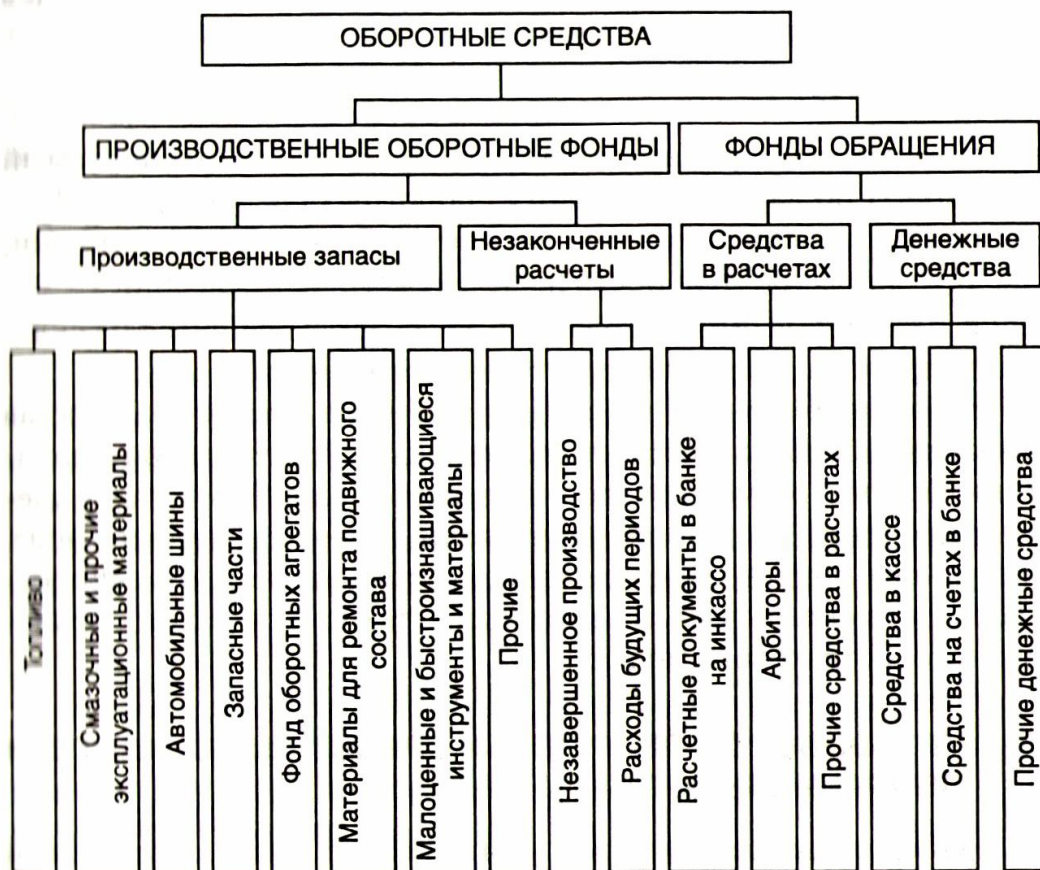 ОБОРОТНЫЕ СРЕДСТВА
ПРОИЗВОДСТВЕННЫЕ ОБОРОТНЫЕ ФОНДЫ
ФОНДЫ ОБРАЩЕНИЯ
Производственные запасы
Незаконченные
расчеты
Средства
в расчетах
Денежные
средства
Топливо
Смазочные и прочие
эксплуатационные мтариалы
Автомобильные шины
Запасные части
Фонд оборотных агрегатов
Материалы для ремонта подвижного
состава
Малоценные и быстроизнашивающиеся
инструменты и материалы
Прочие
Незавершенное производство
Расходы будущих периодов
Расчетные документы в банке
на инкассо
Арбиторы
Прочие средства в расчетах
Средства в кассе
Средства на счетах в банке
Прочие денежные средства